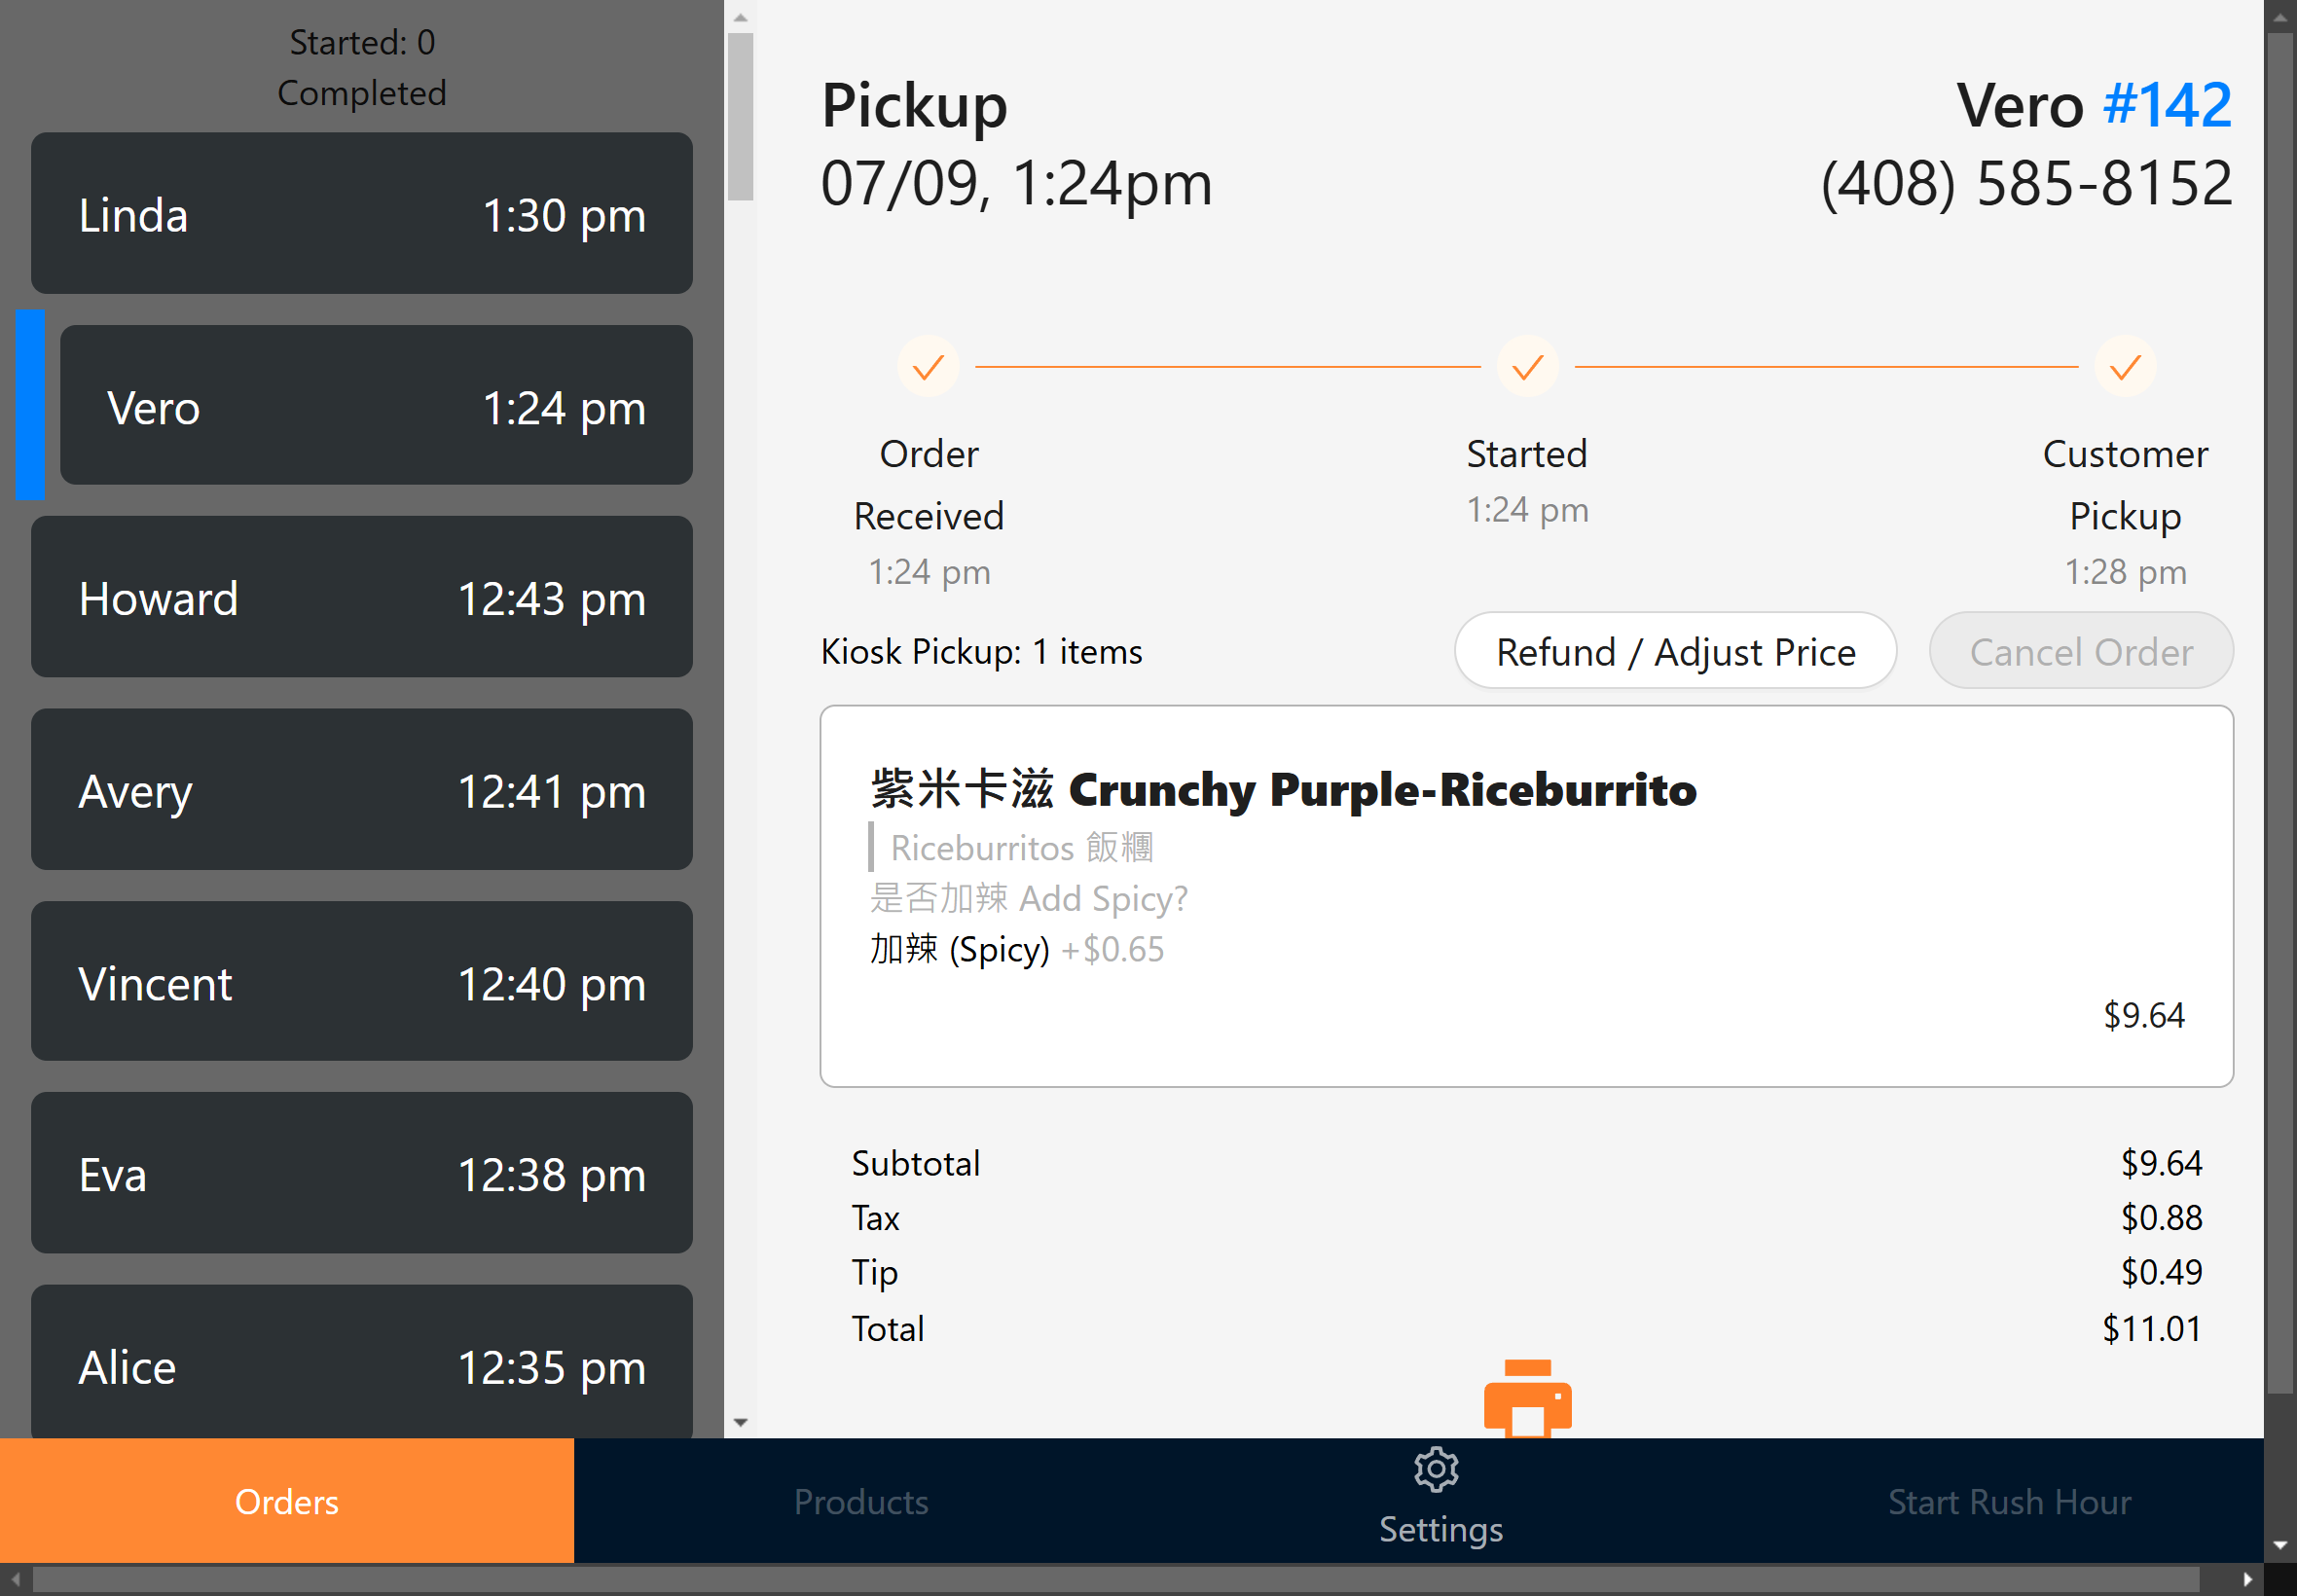 Started: 0
Completed
Linda 1:30 pm
Vero 1:24 pm
Howard 12:43 pm
Avery 12:41 pm
Vincent 12:40 pm
Eva 12:38 pm
Alice 12:35 pm
Pickup
07/09, 1:24pm
Vero #142
(408) 585-8152
Order
Received
1:24 pm
Started
1:24 pm
Customer
Pickup
1:28 pm
Kiosk Pickup: 1 items
Refund / Adjust Price
Cancel Order
紫米卡滋 Crunchy Purple-Riceburrito
Riceburritos 飯糰
是否加辣 Add Spicy?
加辣 (Spicy) +$0.65
$9.64
Subtotal $9.64
Tax $0.88
Tip $0.49
Total $11.01
Orders
Products
Settings
Start Rush Hour